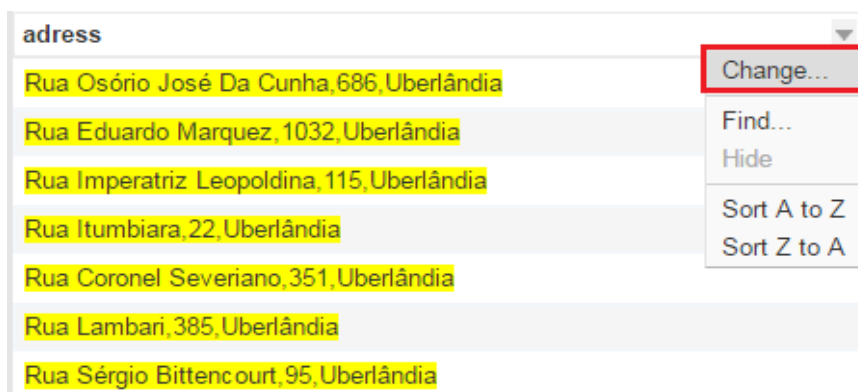 adress
Rua Osório José Da Cunha,686,Uberlândia
Rua Eduardo Marquez,1032,Uberlândia
Rua Imperatriz Leopoldina,115,Uberlândia
Rua Itumbiara,22,Uberlândia
Rua Coronel Severiano,351,Uberlândia
Rua Lambari,385,Uberlândia
Rua Sérgio Bittencourt,95,Uberlândia
Change...
Find...
Hide
Sort A to Z
Sort Z to A